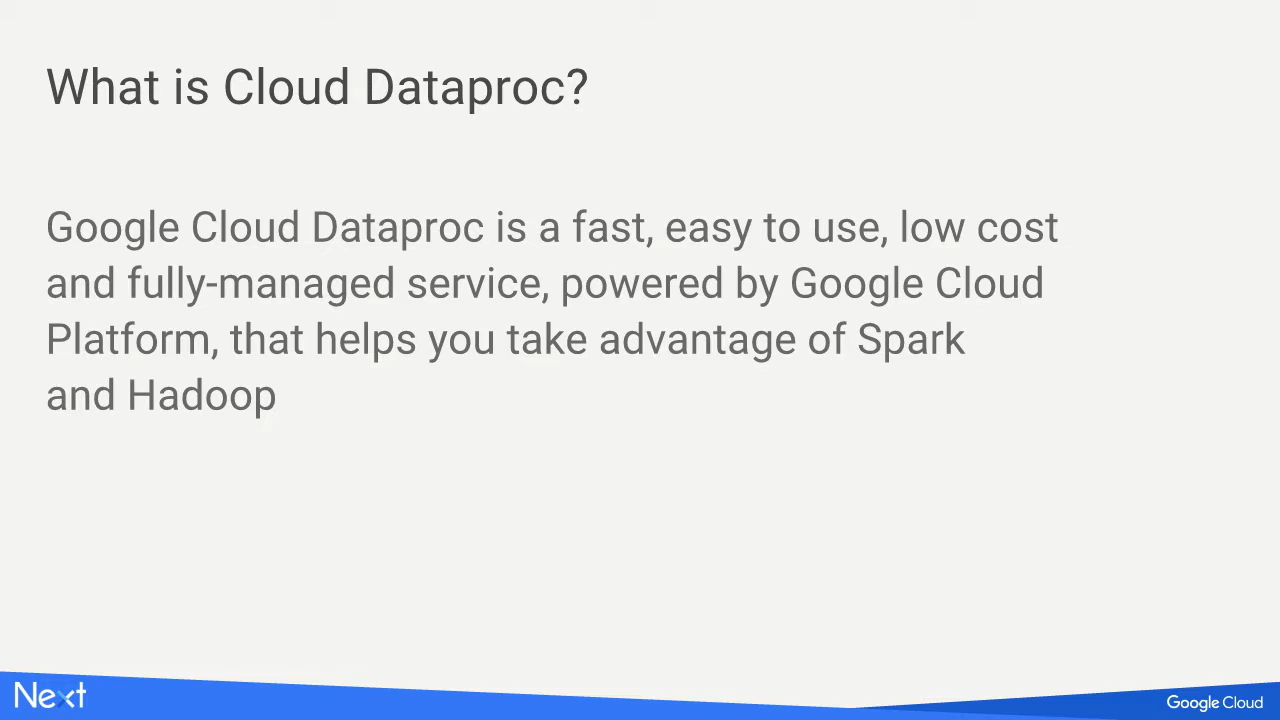 What is Cloud Dataproc?
Google Cloud Dataproc is a fast, easy to use, low cost
and fully-managed service, powered by Google Cloud
Platform, that helps you take advantage of Spark
and Hadoop
Next
Google Cloud